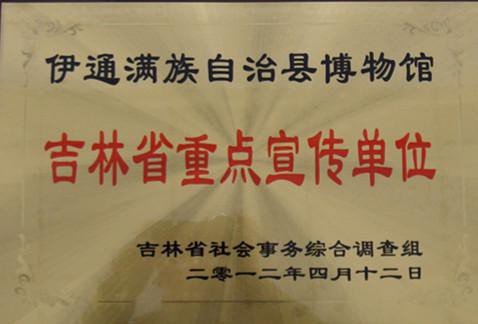 伊通满族自治县博物馆
吉林省重点宣传单位
吉林省社会事务综合调查组
二零一二年四月十二日